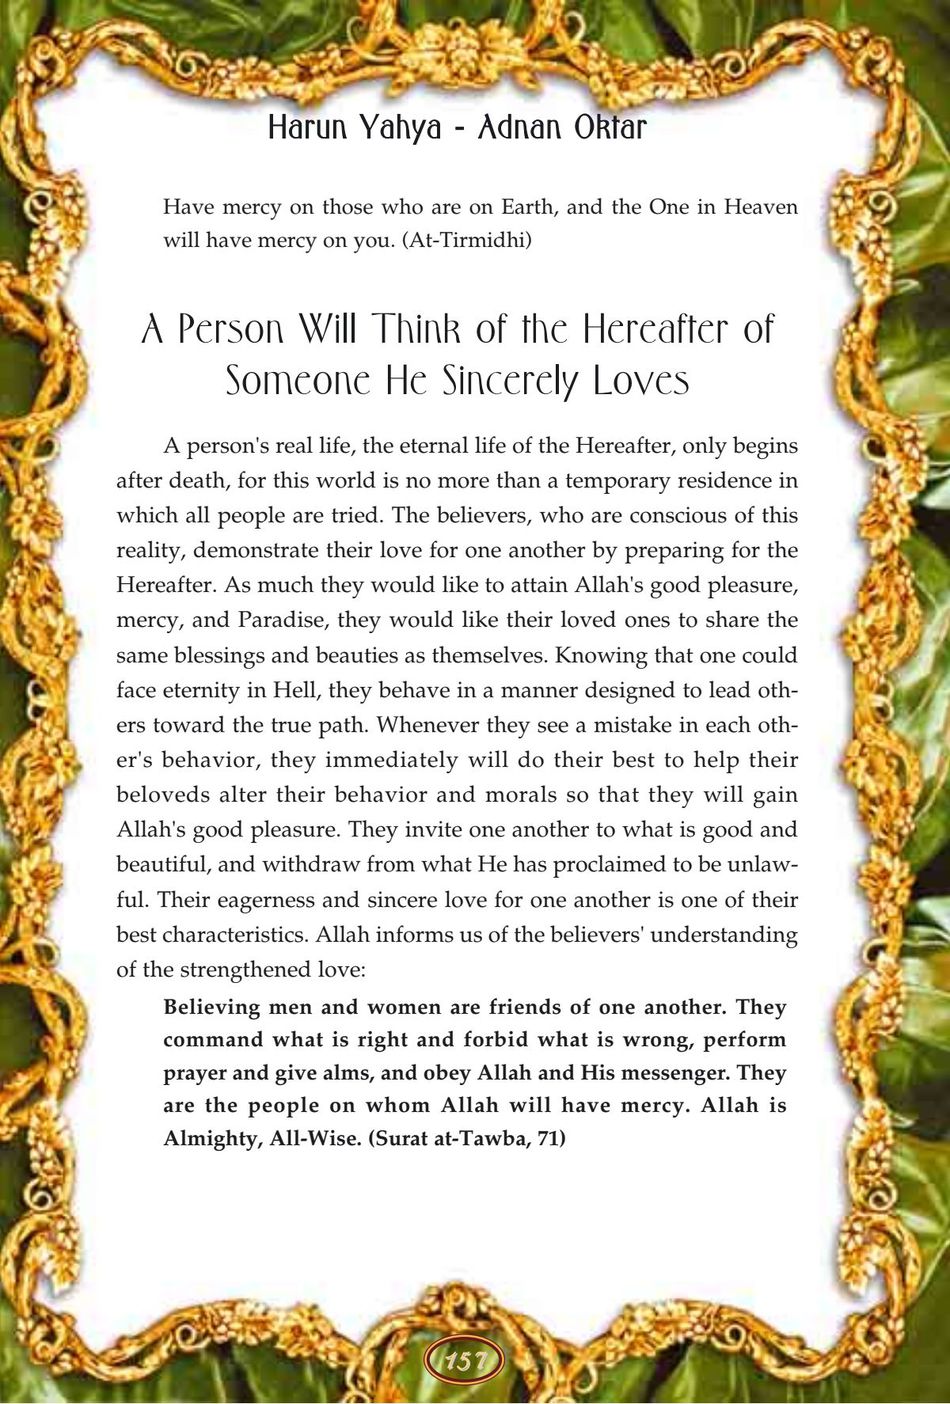 Harun Yahya - Adnan Oktar
Have mercy on those who are on Earth, and the One in Heaven
will have mercy on you. (At-Tirmidhi)
A Person Will Think of the Hereafter of
Someone He Sincerely Loves
A person's real life, the eternal life of the Hereafter, only begins
after death, for this world is no more than a temporary residence in
which all people are tried. The believers, who are conscious of this
reality, demonstrate their love for one another by preparing for the
Hereafter. As much they would like to attain Allah's good pleasure,
mercy, and Paradise, they would like their loved ones to share the
same blessings and beauties as themselves. Knowing that one could
face eternity in Hell, they behave in a manner designed to lead oth-
ers toward the true path. Whenever they see a mistake in each oth-
er's behavior, they immediately will do their best to help their
beloveds alter their behavior and morals so that they will gain
Allah's good pleasure. They invite one another to what is good and
beautiful, and withdraw from what He has proclaimed to be unlaw-
ful. Their eagerness and sincere love for one another is one of their
best characteristics. Allah informs us of the believers' understanding
of the strengthened love:
Believing men and women are friends of one another. They
command what is right and forbid what is wrong, perform
prayer and give alms, and obey Allah and His messenger. They
are the people on whom Allah will have mercy. Allah is
Almighty, All-Wise. (Surat at-Tawba, 71)
157